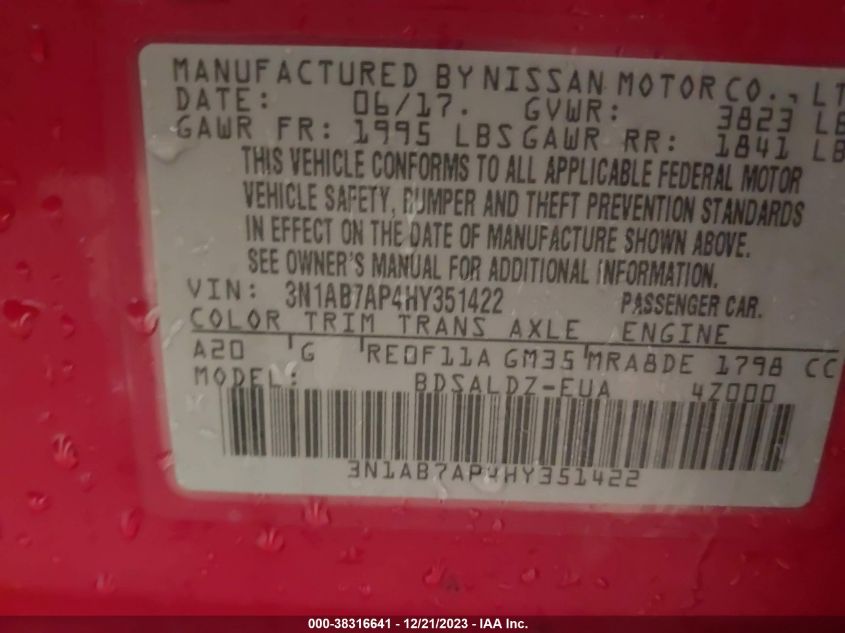 MANUFACTURED BY NISSAN MOTOR CO., LT
DATE: 06/17. GVWR: 3823 LB
GAWR FR: 1995 LBS GAWR RR: 1841 LB
THIS VEHICLE CONFORMS TO ALL APPLICABLE FEDERAL MOTOR
VEHICLE SAFETY, BUMPER AND THEFT PREVENTION STANDARDS
IN EFFECT ON THE DATE OF MANUFACTURE SHOWN ABOVE.
SEE OWNER'S MANUAL FOR ADDITIONAL INFORMATION.
VIN: 3N1AB7AP4HY351422 PASSENGER CAR.
COLOR TRIM TRANS AXLE ENGINE
A20 G RE0F11A GM35 MRA8DE 1798 CC
MODEL: BDSALDZ-EUA 4Z000
3N1AB7AP4HY351422
000-38316641 - 12/21/2023 - IAA Inc.